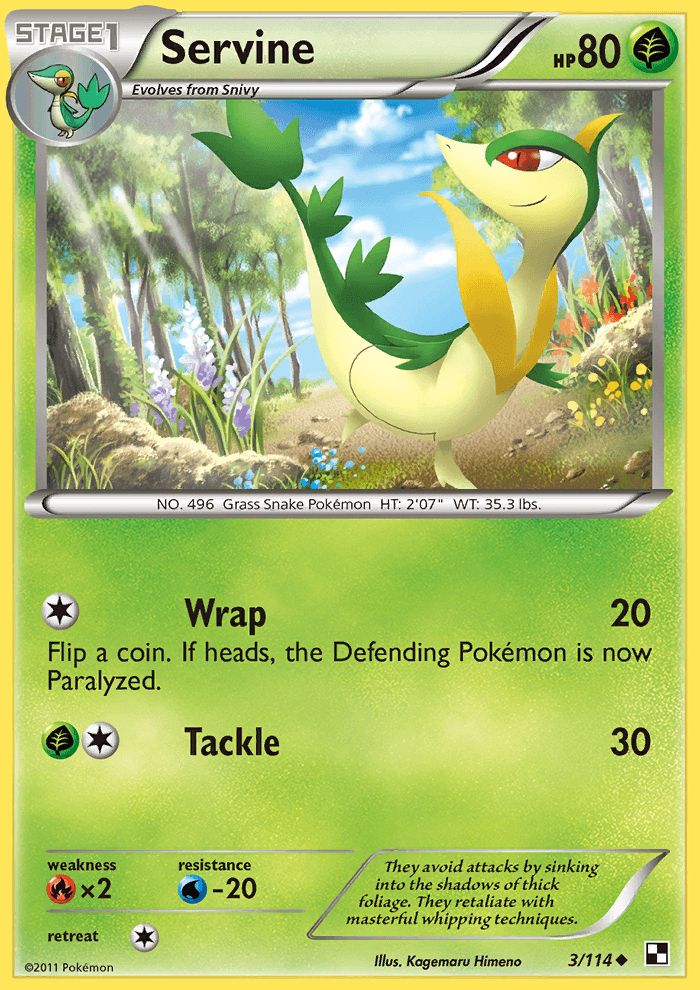 STAGE1
Servine
HP80
Evolves from Snivy
NO. 496 Grass Snake Pokémon HT: 2'07" WT: 35.3 lbs.
Wrap 20
Flip a coin. If heads, the Defending Pokémon is now
Paralyzed.
Tackle 30
weakness resistance
×2 -20
retreat
They avoid attacks by sinking
into the shadows of thick
foliage. They retaliate with
masterful whipping techniques.
©2011 Pokémon Illus. Kagemaru Himeno 3/114